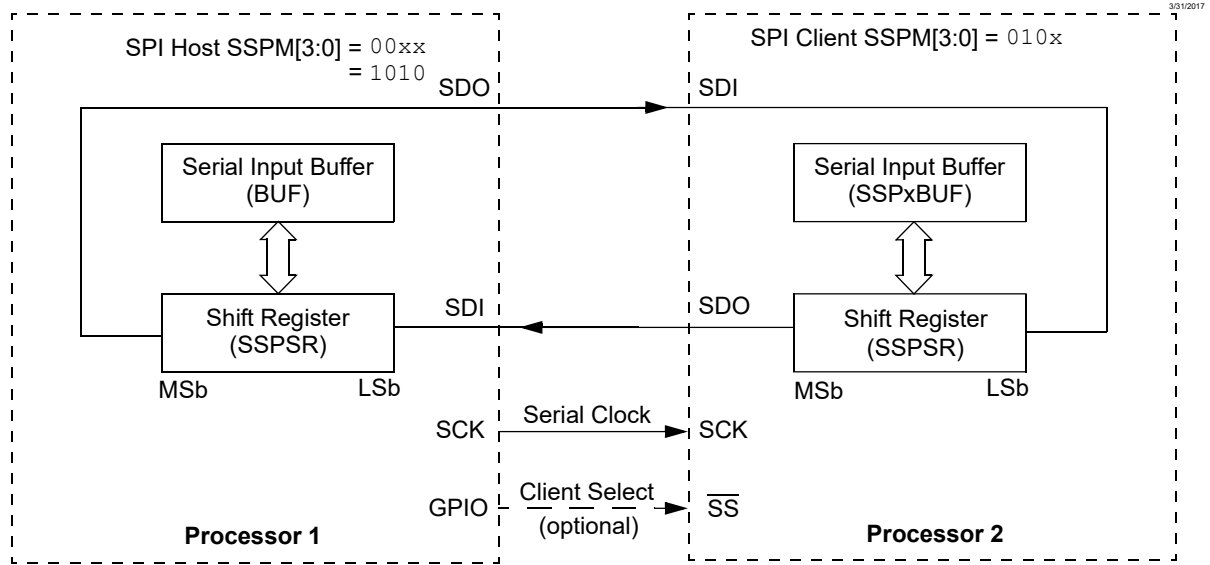 3/31/2017
SPI Host SSPM[3:0] = 00xx
= 1010
SPI Client SSPM[3:0] = 010x
SDO
SDI
Serial Input Buffer
(BUF)
Serial Input Buffer
(SSPxBUF)
Shift Register
(SSPSR)
SDI
SDO
Shift Register
(SSPSR)
MSb
LSb
MSb
LSb
SCK
Serial Clock
SCK
GPIO
Client Select
(optional)
SS
Processor 1
Processor 2